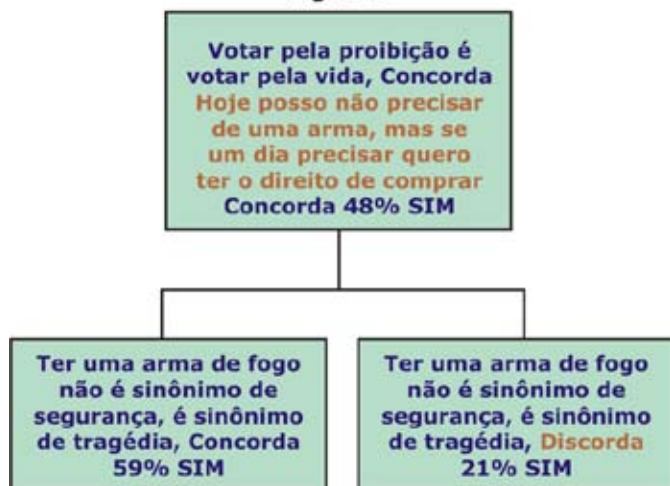 Votar pela proibição é
votar pela vida, Concorda
Hoje posso não precisar
de uma arma, mas se
um dia precisar quero
ter o direito de comprar
Concorda 48% SIM
Ter uma arma de fogo
não é sinônimo de
segurança, é sinônimo
de tragédia, Concorda
59% SIM
Ter uma arma de fogo
não é sinônimo de
segurança, é sinônimo
de tragédia, Discorda
21% SIM